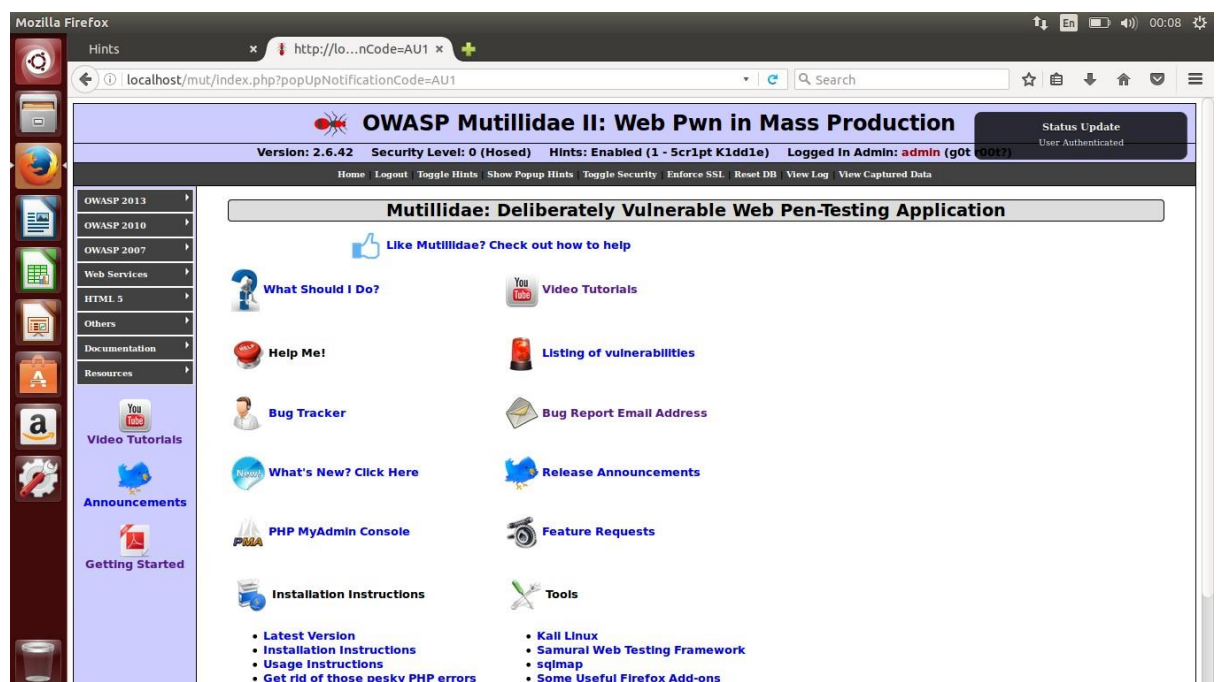 Mozilla Firefox
En
00:08
Hints
http://lo...nCode=AU1
localhost/mut/index.php?popUpNotificationCode=AU1
Search
OWASP Mutillidae II: Web Pwn in Mass Production
Status Update
User Authenticated
Version: 2.6.42 Security Level: 0 (Hosed) Hints: Enabled (1 - 5cr1pt K1dd1e) Logged In Admin: admin (g0t r00t?)
Home Logout Toggle Hints Show Popup Hints Toggle Security Enforce SSL Reset DB View Log View Captured Data
OWASP 2013
OWASP 2010
OWASP 2007
Web Services
HTML 5
Others
Documentation
Resources
You Tube
Video Tutorials
Announcements
Getting Started
Mutillidae: Deliberately Vulnerable Web Pen-Testing Application
Like Mutillidae? Check out how to help
What Should I Do?
You Tube
Video Tutorials
HELP
Help Me!
Listing of vulnerabilities
Bug Tracker
Bug Report Email Address
New!
What's New? Click Here
Release Announcements
PMA
PHP MyAdmin Console
Feature Requests
Installation Instructions
Tools
• Latest Version
• Installation Instructions
• Usage Instructions
• Get rid of those pesky PHP errors
• Kali Linux
• Samurai Web Testing Framework
• sqlmap
• Some Useful Firefox Add-ons